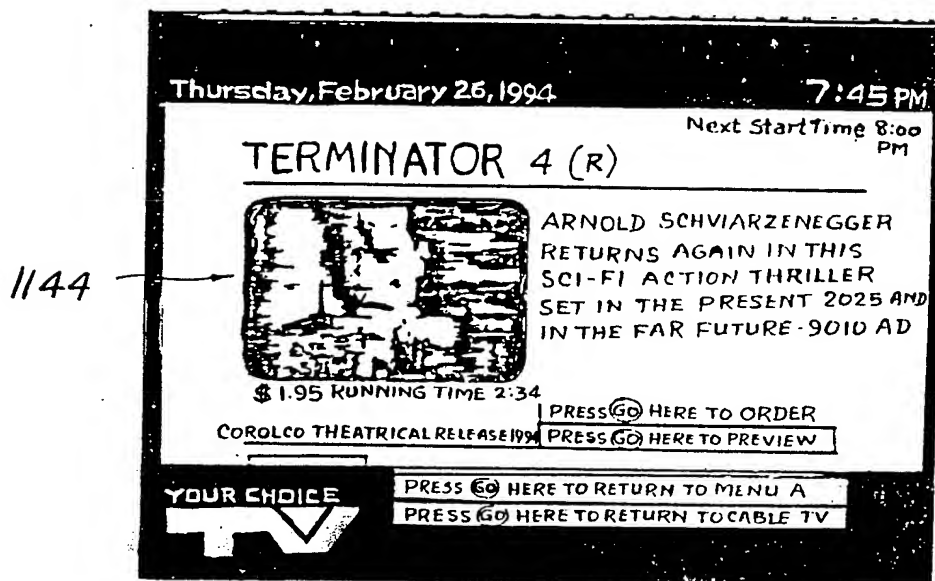 Thursday, February 26, 1994 7:45 PM
Next Start Time 8:00
PM
TERMINATOR 4 (R)
1144
ARNOLD SCHVIARZENEGGER
RETURNS AGAIN IN THIS
SCI-FI ACTION THRILLER
SET IN THE PRESENT 2025 AND
IN THE FAR FUTURE-9010 AD
$ 1.95 RUNNING TIME 2:34
PRESS GO HERE TO ORDER
COROLCO THEATRICAL RELEASE 1994
PRESS GO HERE TO PREVIEW
YOUR CHOICE
TV
PRESS GO HERE TO RETURN TO MENU A
PRESS GO HERE TO RETURN TO CABLE TV